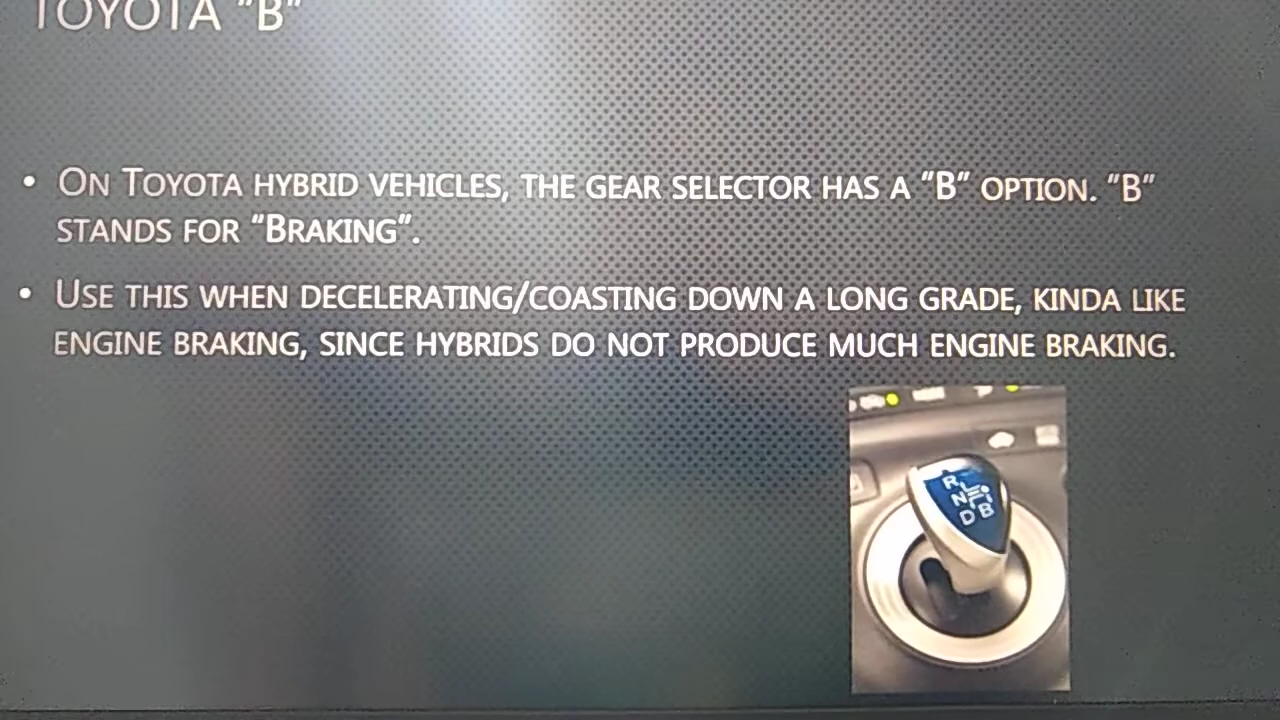 TOYOTA "B"
• ON TOYOTA HYBRID VEHICLES, THE GEAR SELECTOR HAS A "B" OPTION. "B"
STANDS FOR "BRAKING".
• USE THIS WHEN DECELERATING/COASTING DOWN A LONG GRADE, KINDA LIKE
ENGINE BRAKING, SINCE HYBRIDS DO NOT PRODUCE MUCH ENGINE BRAKING.
R
N
D B